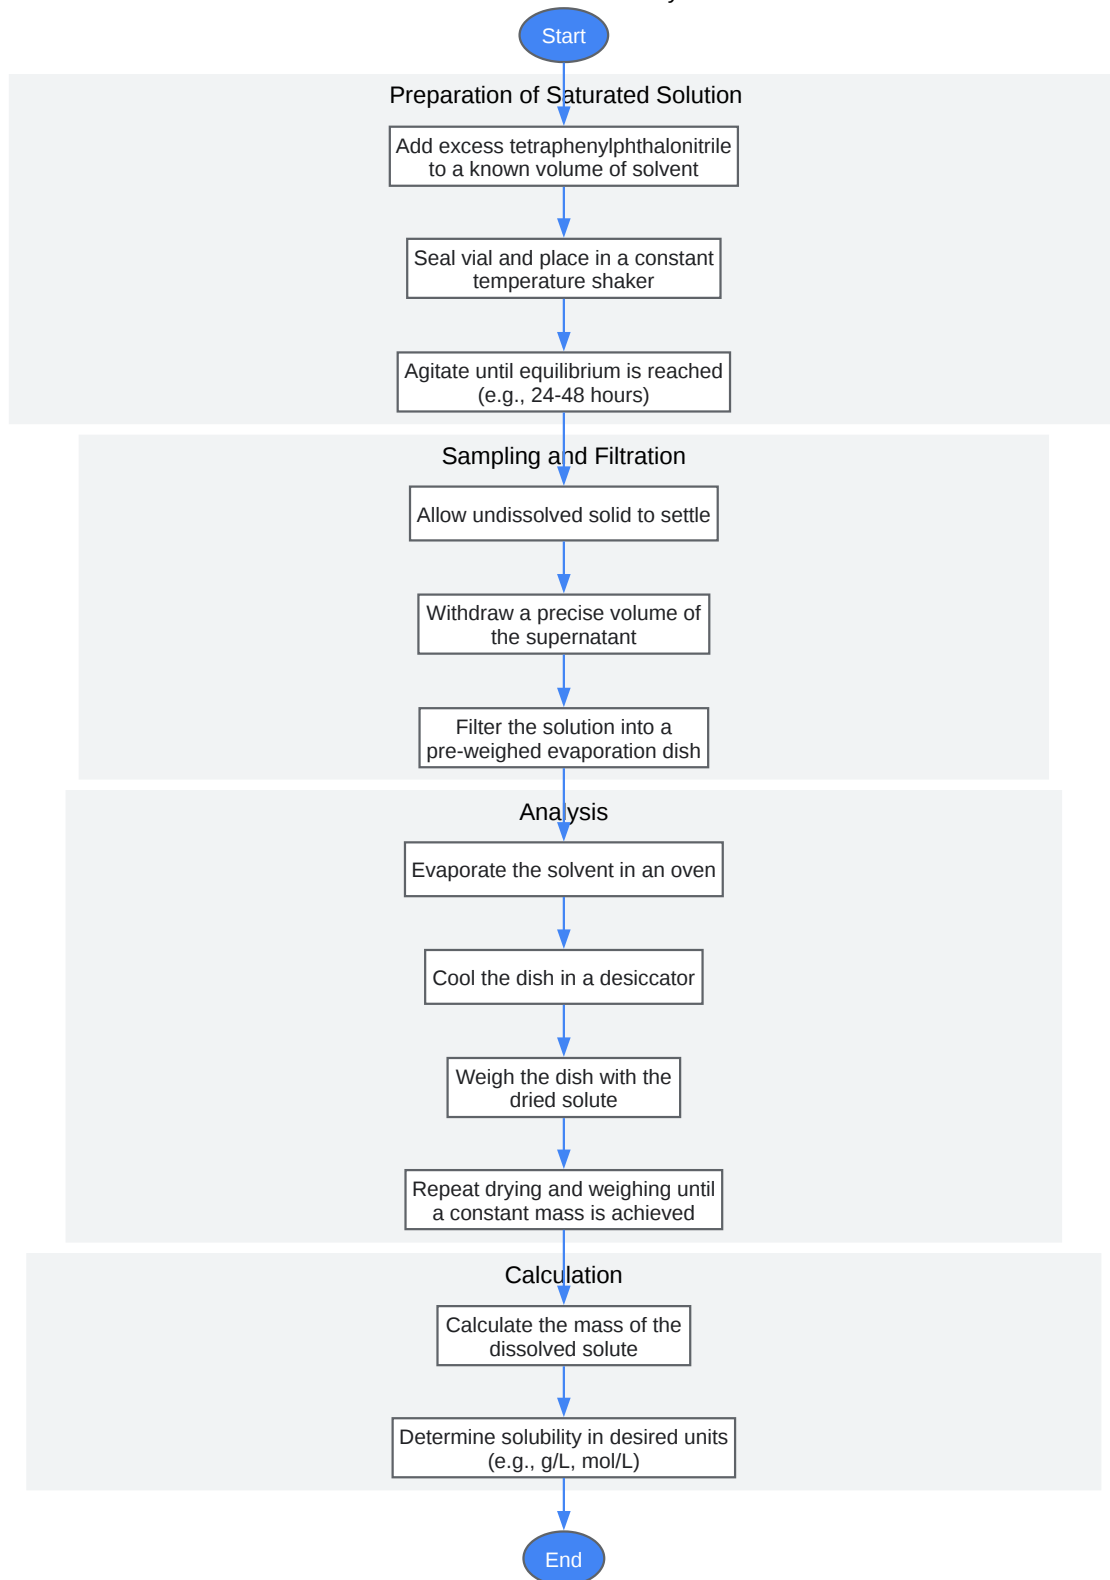 Start
Preparation of Saturated Solution
Add excess tetraphenylphthalonitrile
to a known volume of solvent
Seal vial and place in a constant
temperature shaker
Agitate until equilibrium is reached
(e.g., 24-48 hours)
Sampling and Filtration
Allow undissolved solid to settle
Withdraw a precise volume of
the supernatant
Filter the solution into a
pre-weighed evaporation dish
Analysis
Evaporate the solvent in an oven
Cool the dish in a desiccator
Weigh the dish with the
dried solute
Repeat drying and weighing until
a constant mass is achieved
Calculation
Calculate the mass of the
dissolved solute
Determine solubility in desired units
(e.g., g/L, mol/L)
End